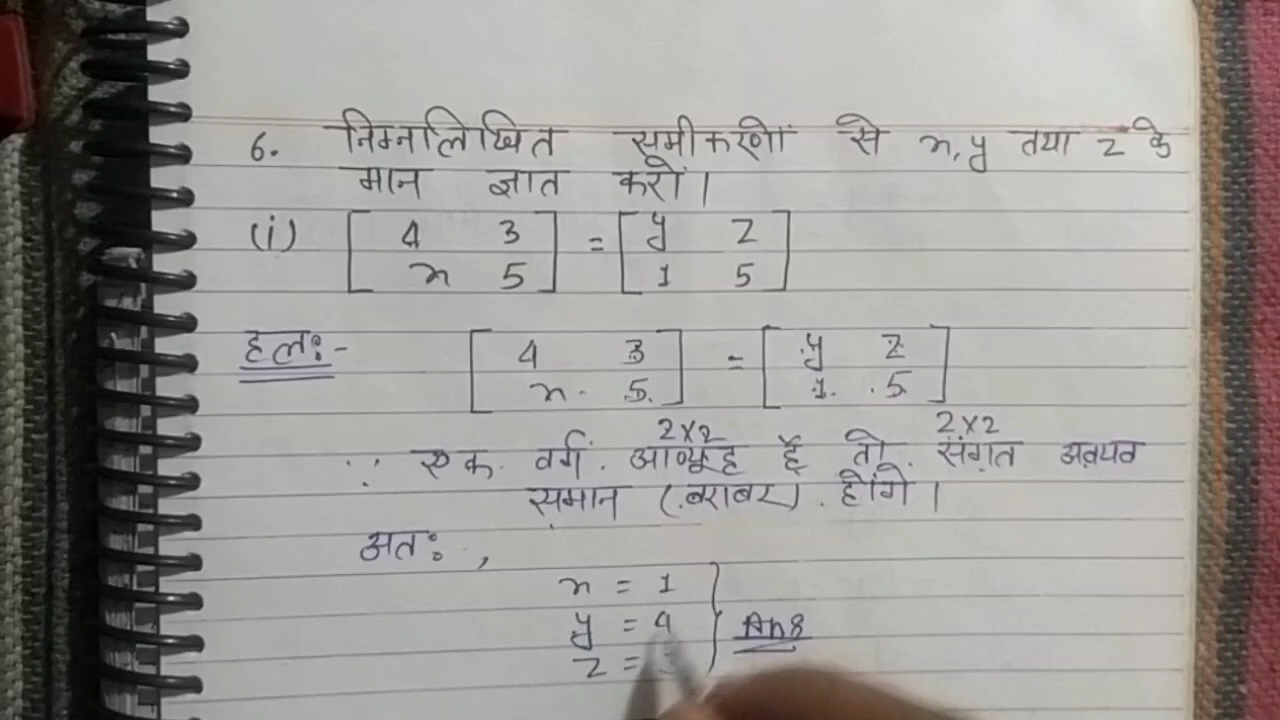 6. निम्नलिखित समीकरणों से x, y तथा z के
मान ज्ञात करों।
(i) [ 4 3 ] = [ y z ]
[ x 5 ] [ 1 5 ]
हलः- [ 4 3 ] = [ y z ]
[ x 5 ] [ 1 5 ]
2×2 2×2
∵ एक वर्ग आव्यूह हैं तो संगत अवयव
समान (बराबर) होंगे।
अतः,
x = 1
y = 4 Ans
z = 3